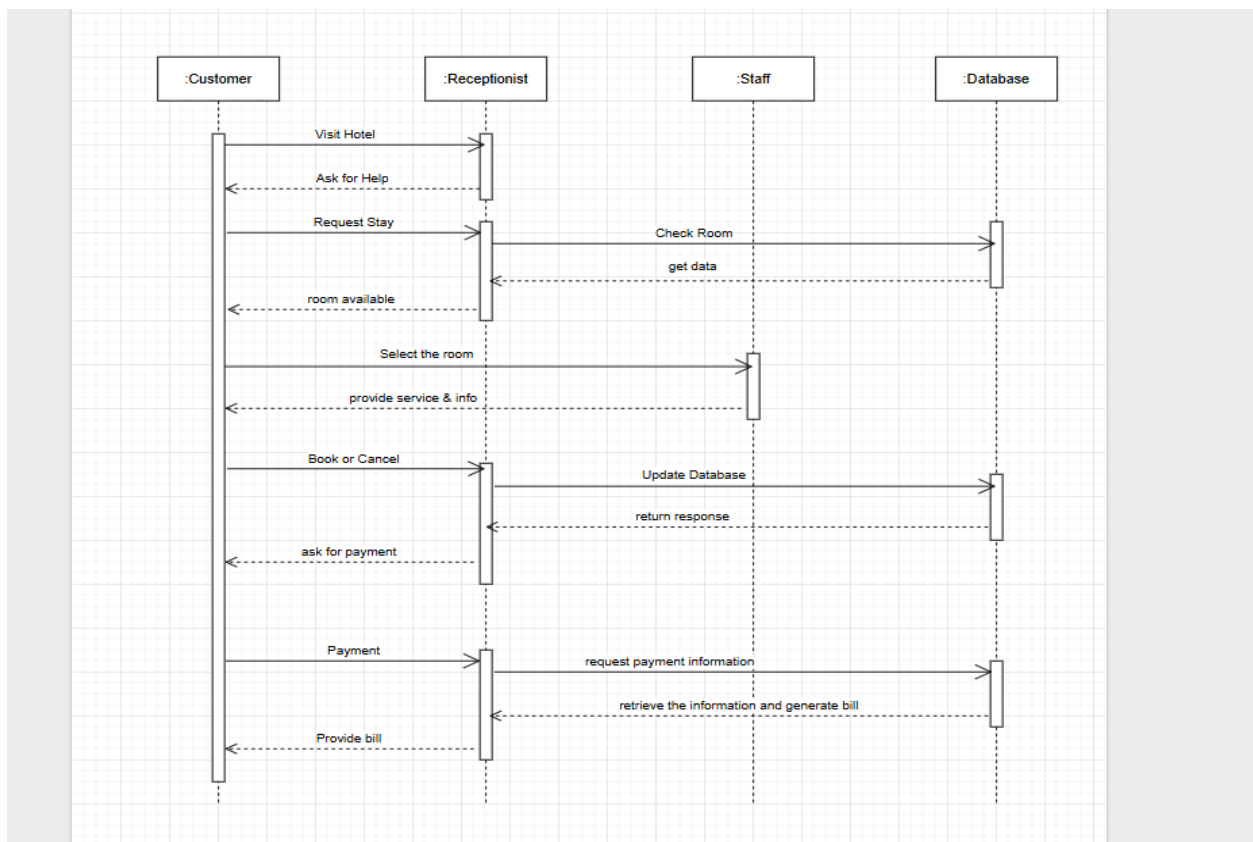 :Customer
:Receptionist
:Staff
:Database
Visit Hotel
Ask for Help
Request Stay
Check Room
get data
room available
Select the room
provide service & info
Book or Cancel
Update Database
return response
ask for payment
Payment
request payment information
retrieve the information and generate bill
Provide bill